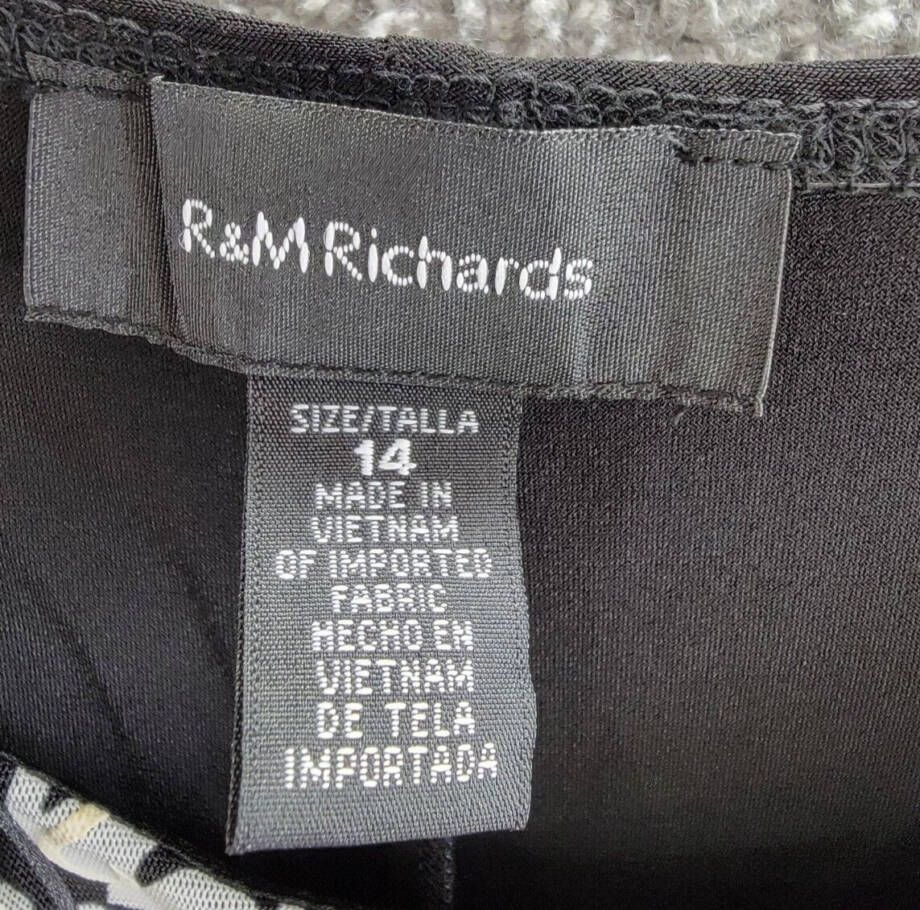 R&M Richards
SIZE/TALLA
14
MADE IN
VIETNAM
OF IMPORTED
FABRIC
HECHO EN
VIETNAM
DE TELA
IMPORTADA